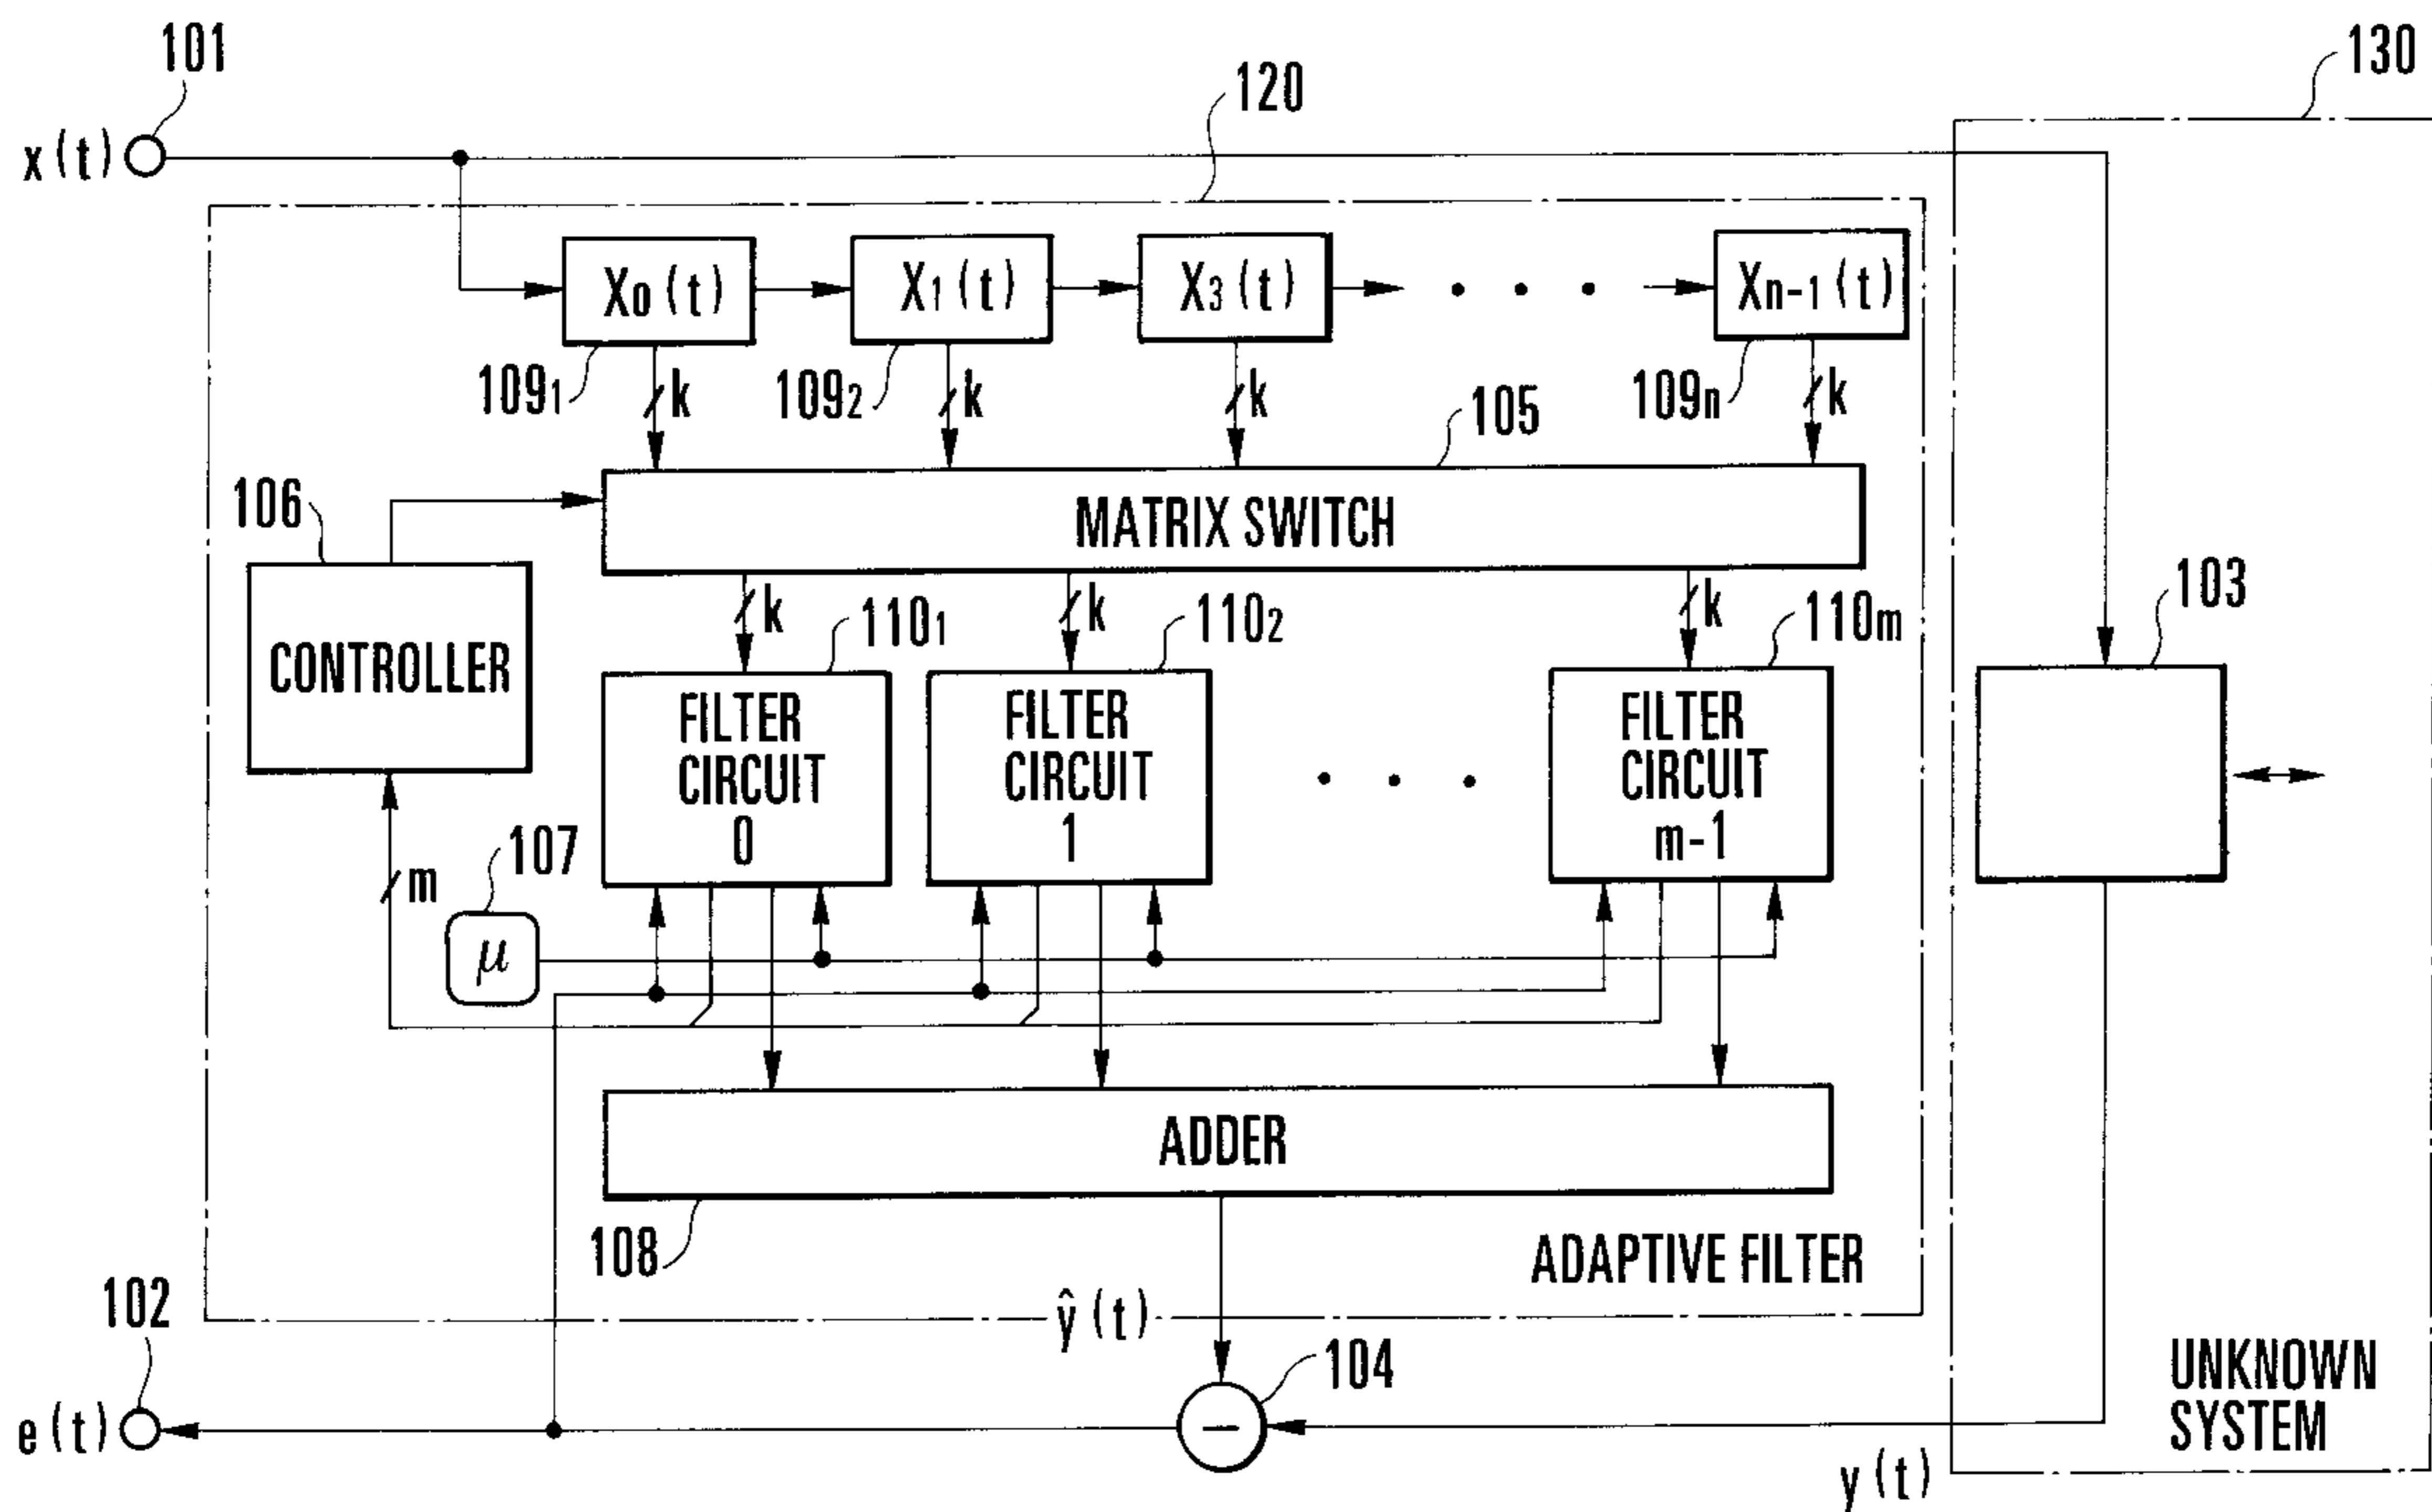 101
130
120
x(t)
X0(t)
X1(t)
X3(t)
Xn-1(t)
1091
k
1092
k
k
109n
k
105
106
MATRIX SWITCH
k
1101
k
1102
k
110m
103
CONTROLLER
FILTER
CIRCUIT
0
FILTER
CIRCUIT
1
FILTER
CIRCUIT
m-1
m
107
μ
ADDER
108
ADAPTIVE FILTER
102
ŷ(t)
104
e(t)
y(t)
UNKNOWN
SYSTEM